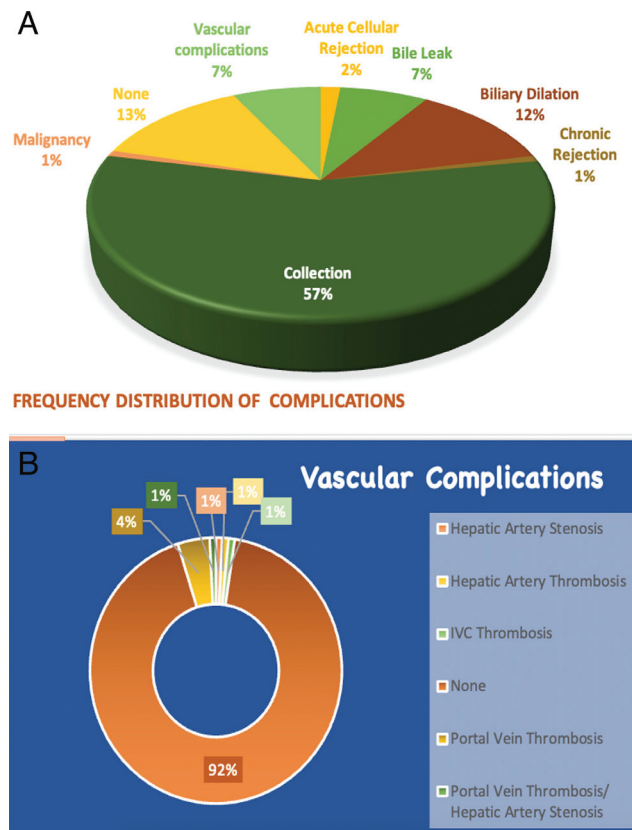 A
Vascular
complications
7%
Acute Cellular
Rejection
2%
Bile Leak
7%
None
13%
Biliary Dilation
12%
Malignancy
1%
Chronic
Rejection
1%
Collection
57%
FREQUENCY DISTRIBUTION OF COMPLICATIONS
B
Vascular Complications
1%
1%
1%
1%
4%
92%
Hepatic Artery Stenosis
Hepatic Artery Thrombosis
IVC Thrombosis
None
Portal Vein Thrombosis
Portal Vein Thrombosis/
Hepatic Artery Stenosis